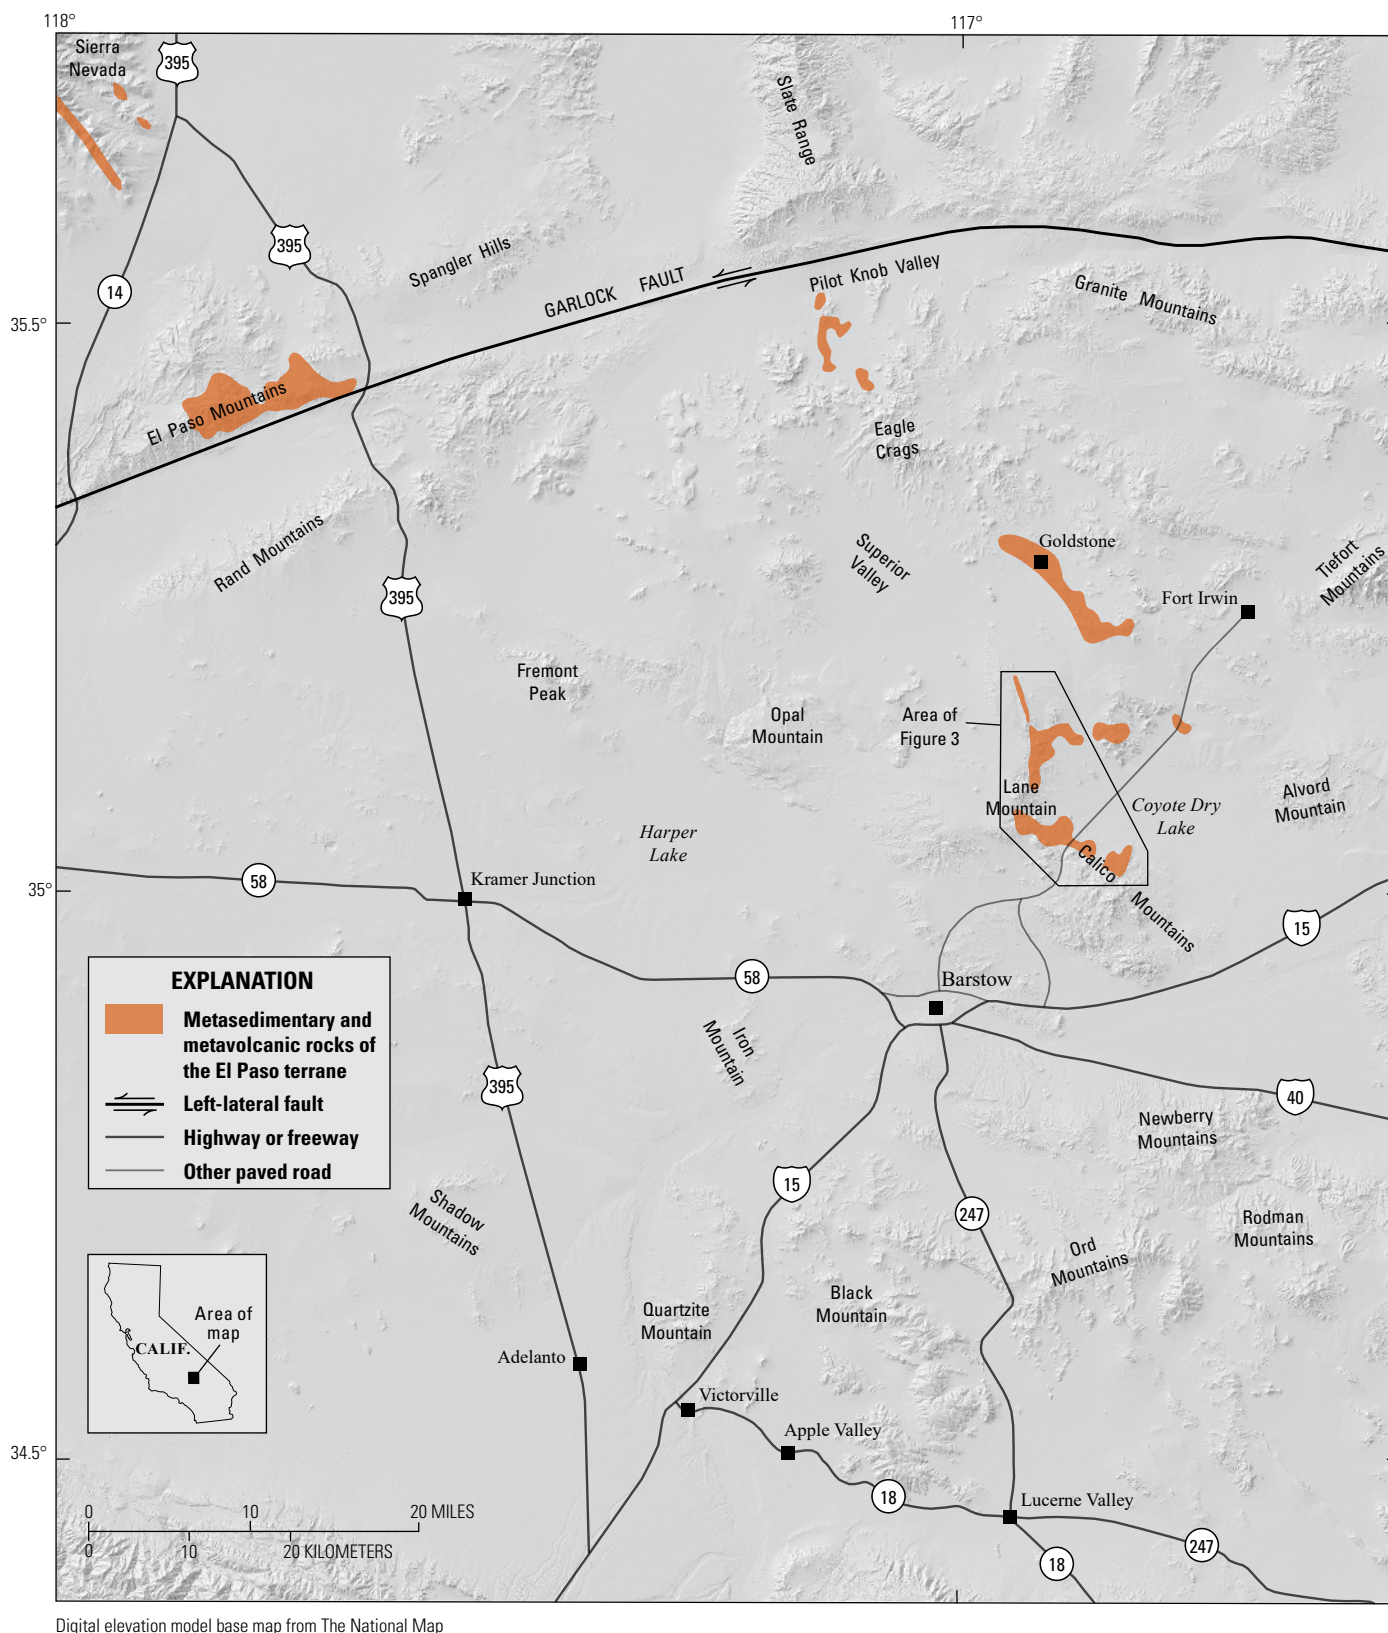 118°
117°
Sierra
Nevada
395
Slate Range
395
14
Spangler Hills
GARLOCK FAULT
Pilot Knob Valley
Granite Mountains
35.5°
El Paso Mountains
Eagle
Crags
Rand Mountains
Superior
Valley
Goldstone
Tiefort
Mountains
Fort Irwin
395
Fremont
Peak
Opal
Mountain
Area of
Figure 3
Lane
Mountain
Coyote Dry
Lake
Alvord
Mountain
Harper
Lake
Calico
Mountains
35°
58
Kramer Junction
15
58
Barstow
EXPLANATION
Metasedimentary and
metavolcanic rocks of
the El Paso terrane
Left-lateral fault
Highway or freeway
Other paved road
Iron
Mountain
395
40
Newberry
Mountains
15
247
Shadow
Mountains
Rodman
Mountains
Ord
Mountains
Black
Mountain
Quartzite
Mountain
Area of
map
CALIF.
Adelanto
Victorville
Apple Valley
34.5°
18
Lucerne Valley
247
18
0 10 20 MILES
0 10 20 KILOMETERS
Digital elevation model base map from The National Map